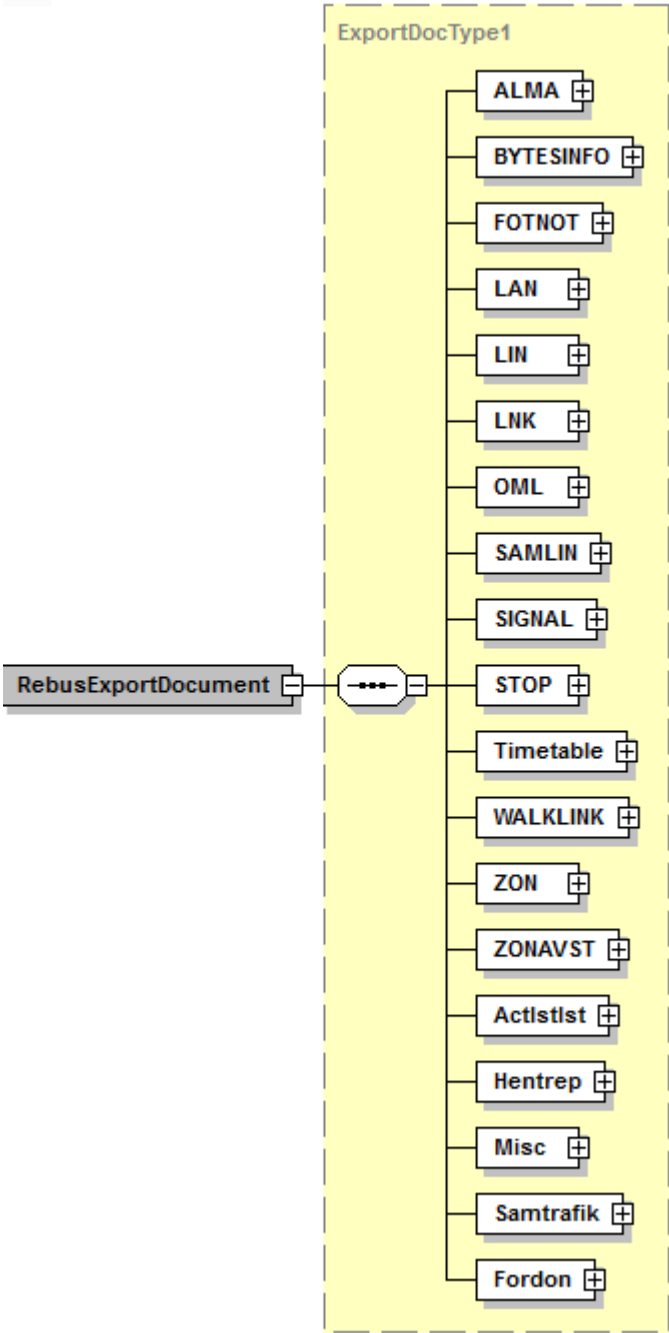 ExportDocType1
ALMA
BYTESINFO
FOTNOT
LAN
LIN
LNK
OML
SAMLIN
SIGNAL
RebusExportDocument
STOP
Timetable
WALKLINK
ZON
ZONAVST
Actlstlst
Hentrep
Misc
Samtrafik
Fordon